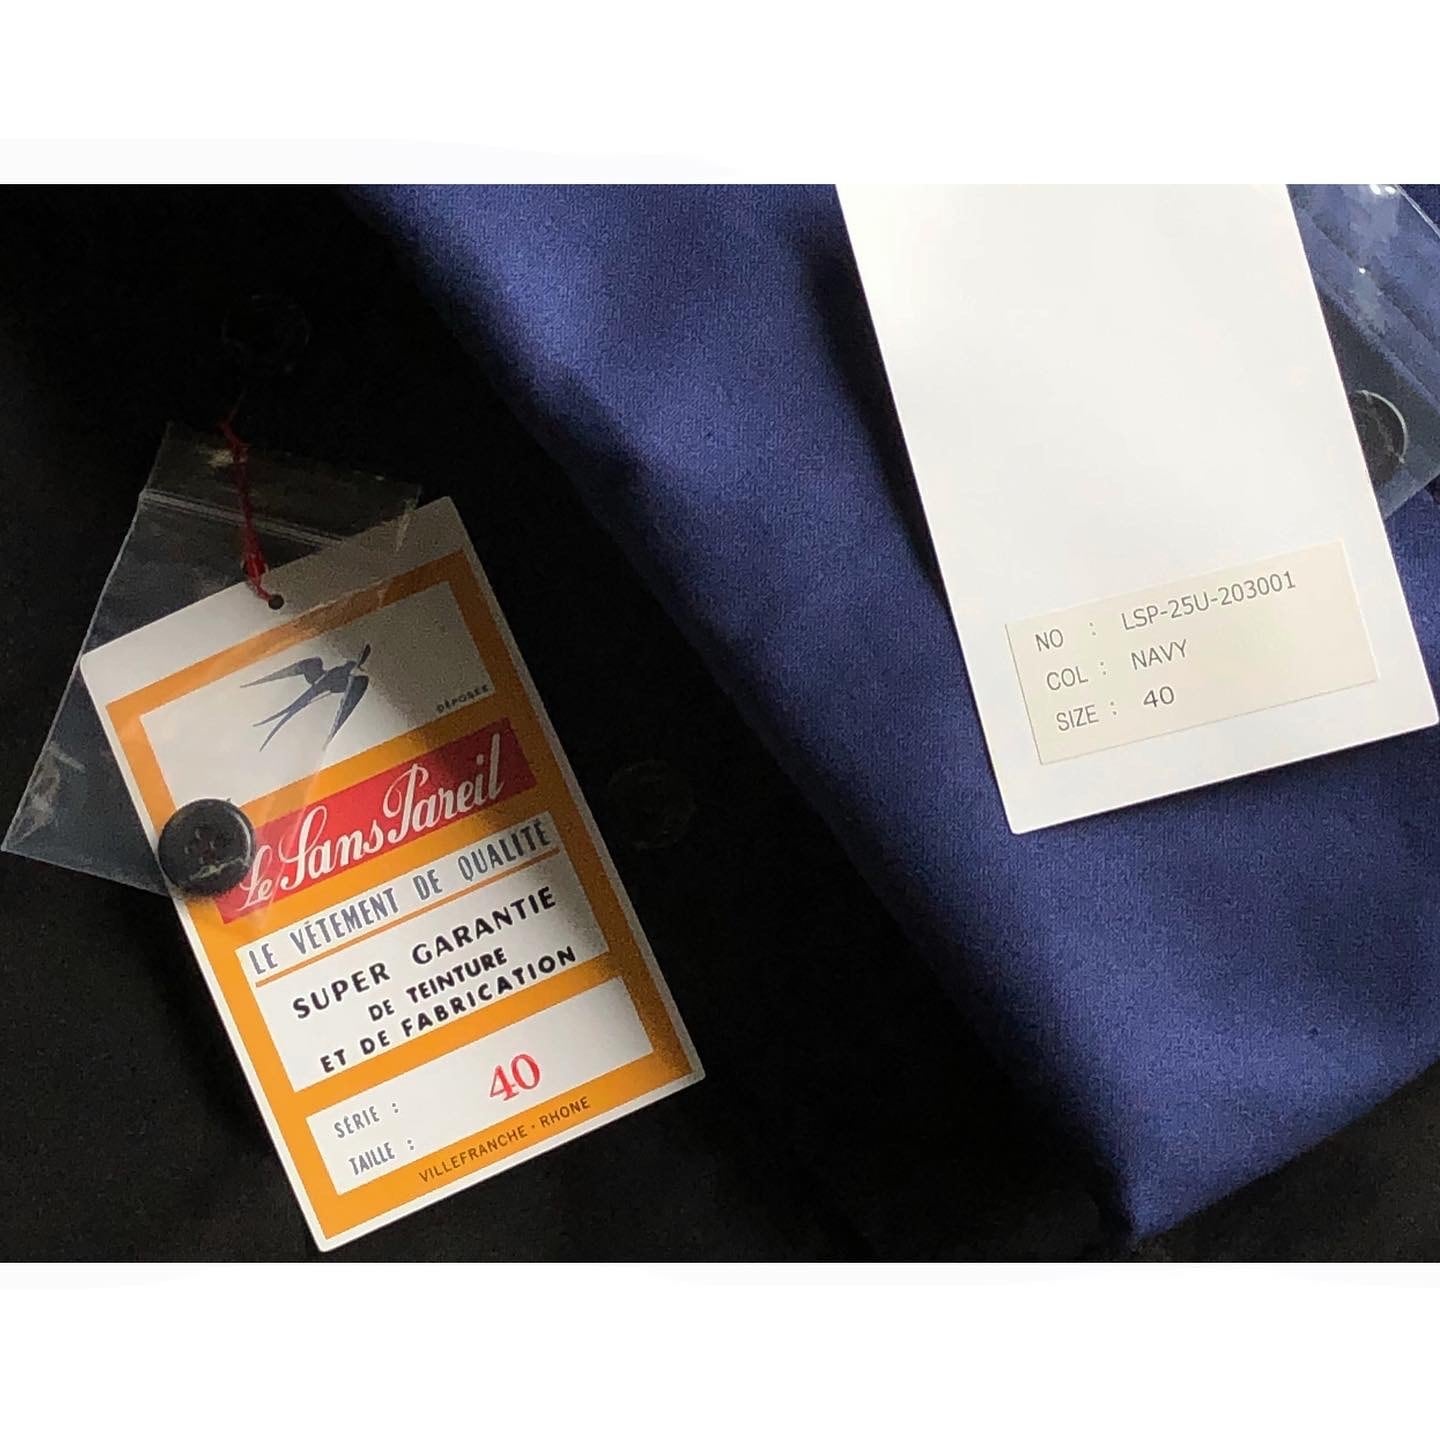 DÉPOSÉE
Le Sans Pareil
LE VÊTEMENT DE QUALITÉ
SUPER GARANTIE
DE TEINTURE
ET DE FABRICATION
SÉRIE : 40
TAILLE :
VILLEFRANCHE - RHONE
NO : LSP-25U-203001
COL : NAVY
SIZE : 40